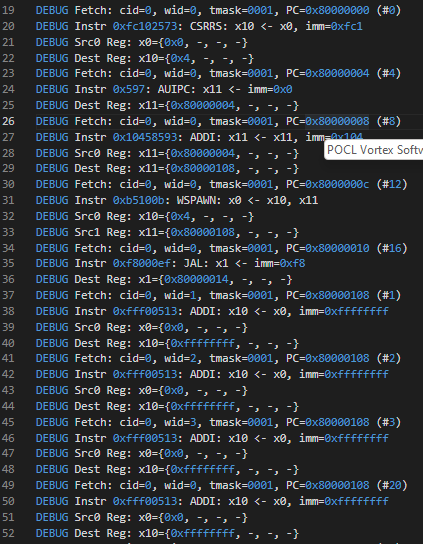 19 DEBUG Fetch: cid=0, wid=0, tmask=0001, PC=0x80000000 (#0)
20 DEBUG Instr 0xfc102573: CSRRS: x10 <- x0, imm=0xfc1
21 DEBUG Src0 Reg: x0={0x0, -, -, -}
22 DEBUG Dest Reg: x10={0x4, -, -, -}
23 DEBUG Fetch: cid=0, wid=0, tmask=0001, PC=0x80000004 (#4)
24 DEBUG Instr 0x597: AUIPC: x11 <- imm=0x0
25 DEBUG Dest Reg: x11={0x80000004, -, -, -}
26 DEBUG Fetch: cid=0, wid=0, tmask=0001, PC=0x80000008 (#8)
27 DEBUG Instr 0x10458593: ADDI: x11 <- x11, imm=0x104
28 DEBUG Src0 Reg: x11={0x80000004, -, -, -}
POCL Vortex Softw
29 DEBUG Dest Reg: x11={0x80000108, -, -, -}
30 DEBUG Fetch: cid=0, wid=0, tmask=0001, PC=0x8000000c (#12)
31 DEBUG Instr 0xb5100b: WSPAWN: x0 <- x10, x11
32 DEBUG Src0 Reg: x10={0x4, -, -, -}
33 DEBUG Src1 Reg: x11={0x80000108, -, -, -}
34 DEBUG Fetch: cid=0, wid=0, tmask=0001, PC=0x80000010 (#16)
35 DEBUG Instr 0xf8000ef: JAL: x1 <- imm=0xf8
36 DEBUG Dest Reg: x1={0x80000014, -, -, -}
37 DEBUG Fetch: cid=0, wid=1, tmask=0001, PC=0x80000108 (#1)
38 DEBUG Instr 0xfff00513: ADDI: x10 <- x0, imm=0xffffffff
39 DEBUG Src0 Reg: x0={0x0, -, -, -}
40 DEBUG Dest Reg: x10={0xffffffff, -, -, -}
41 DEBUG Fetch: cid=0, wid=2, tmask=0001, PC=0x80000108 (#2)
42 DEBUG Instr 0xfff00513: ADDI: x10 <- x0, imm=0xffffffff
43 DEBUG Src0 Reg: x0={0x0, -, -, -}
44 DEBUG Dest Reg: x10={0xffffffff, -, -, -}
45 DEBUG Fetch: cid=0, wid=3, tmask=0001, PC=0x80000108 (#3)
46 DEBUG Instr 0xfff00513: ADDI: x10 <- x0, imm=0xffffffff
47 DEBUG Src0 Reg: x0={0x0, -, -, -}
48 DEBUG Dest Reg: x10={0xffffffff, -, -, -}
49 DEBUG Fetch: cid=0, wid=0, tmask=0001, PC=0x80000108 (#20)
50 DEBUG Instr 0xfff00513: ADDI: x10 <- x0, imm=0xffffffff
51 DEBUG Src0 Reg: x0={0x0, -, -, -}
52 DEBUG Dest Reg: x10={0xffffffff, -, -, -}